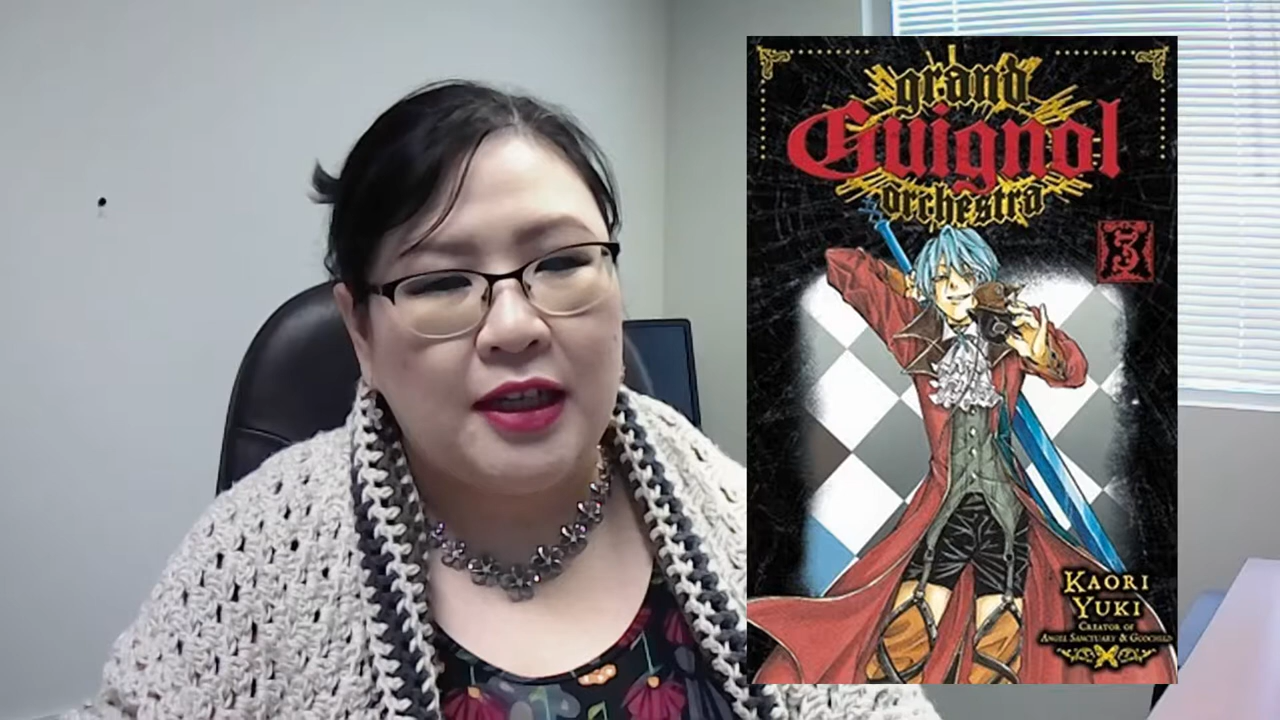 grand
Guignol
orchestra
3
KAORI
YUKI
CREATOR OF
ANGEL SANCTUARY & GODCHILD